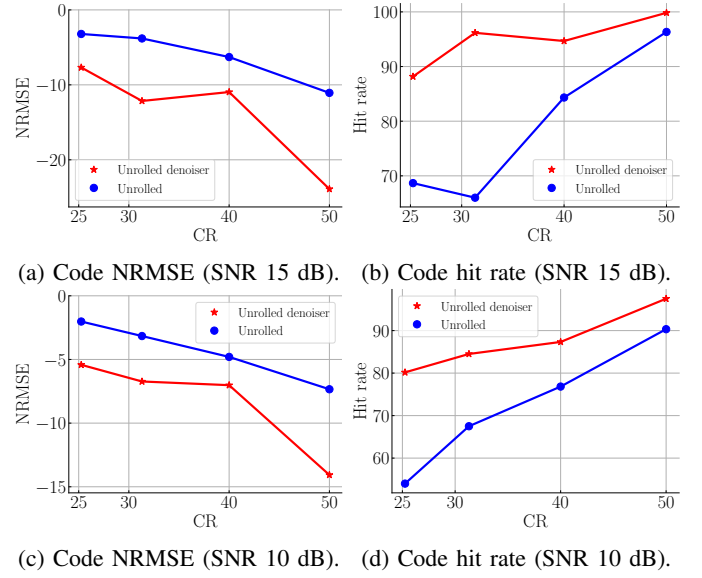 0
−10
−20
NRMSE
Unrolled denoiser
Unrolled
25 30 40 50
CR
100
90
80
70
Hit rate
Unrolled denoiser
Unrolled
25 30 40 50
CR
(a) Code NRMSE (SNR 15 dB). (b) Code hit rate (SNR 15 dB).
0
−5
−10
−15
NRMSE
Unrolled denoiser
Unrolled
25 30 40 50
CR
90
80
70
60
Hit rate
Unrolled denoiser
Unrolled
25 30 40 50
CR
(c) Code NRMSE (SNR 10 dB). (d) Code hit rate (SNR 10 dB).